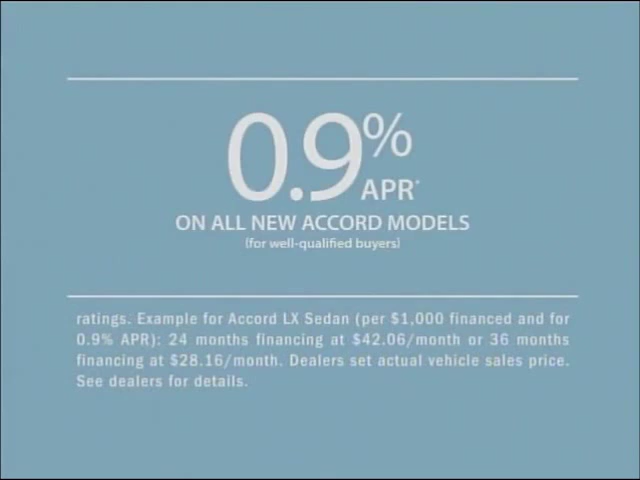 0.9%
APR*
ON ALL NEW ACCORD MODELS
(for well-qualified buyers)
ratings. Example for Accord LX Sedan (per $1,000 financed and for
0.9% APR): 24 months financing at $42.06/month or 36 months
financing at $28.16/month. Dealers set actual vehicle sales price.
See dealers for details.